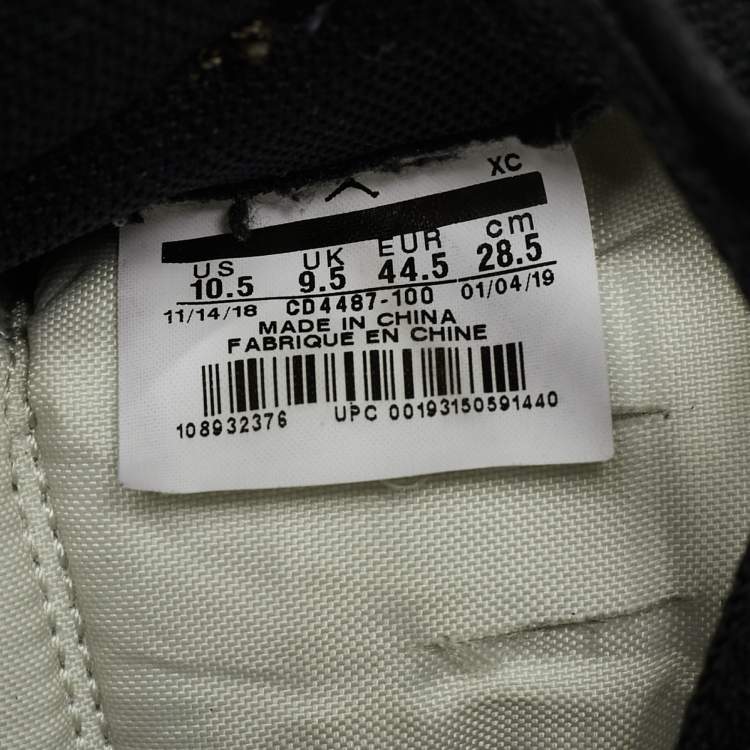 XC
US UK EUR cm
10.5 9.5 44.5 28.5
11/14/18 CD4487-100 01/04/19
MADE IN CHINA
FABRIQUE EN CHINE
108932376 UPC 00193150591440